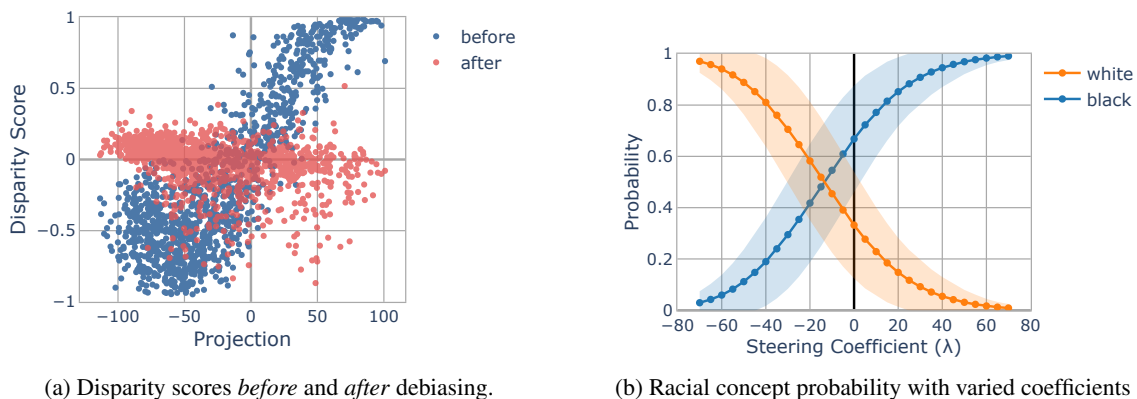 1
0.5
0
−0.5
−1
−100
−50
0
50
100
Disparity Score
Projection
before
after
(a) Disparity scores before and after debiasing.
1
0.8
0.6
0.4
0.2
0
−80
−60
−40
−20
0
20
40
60
80
Probability
Steering Coefficient (λ)
white
black
(b) Racial concept probability with varied coefficients